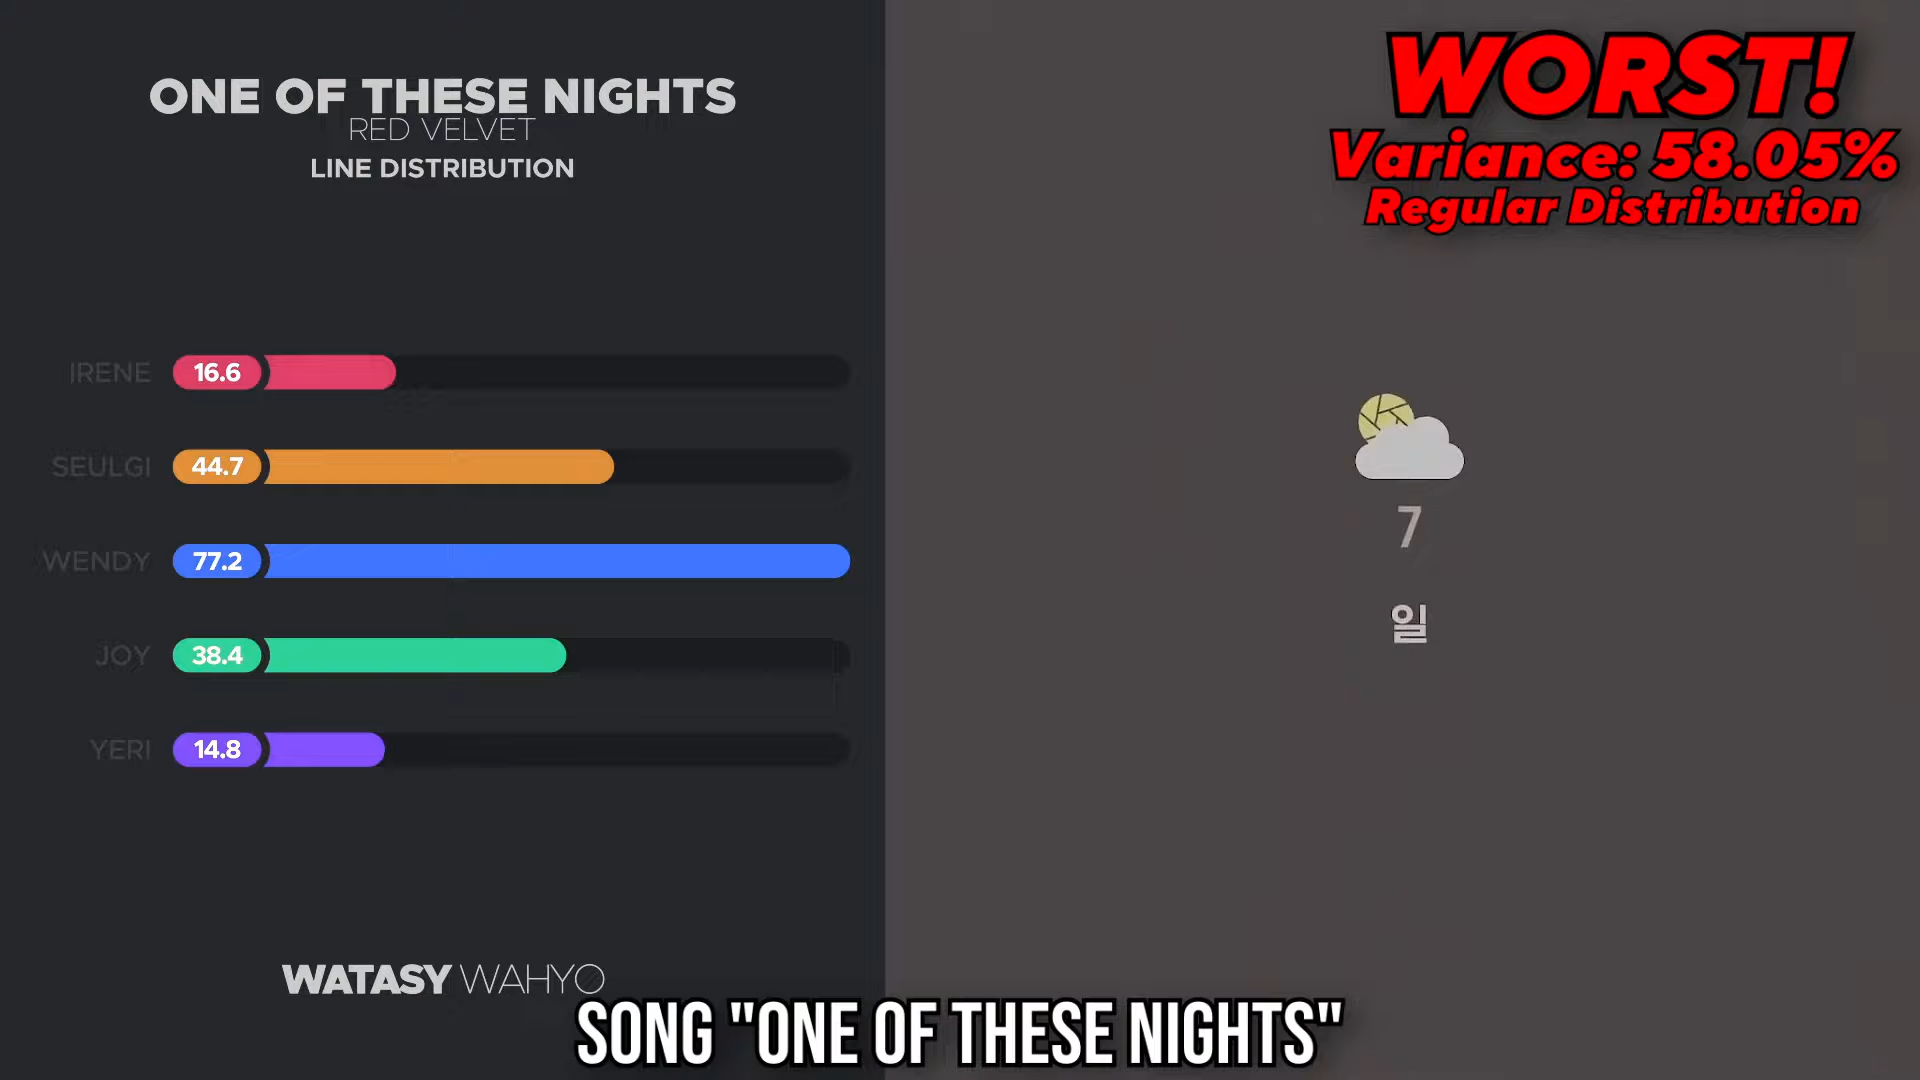 ONE OF THESE NIGHTS
RED VELVET
LINE DISTRIBUTION
IRENE 16.6
SEULGI 44.7
WENDY 77.2
JOY 38.4
YERI 14.8
WATASY WAHYO
WORST!
Variance: 58.05%
Regular Distribution
7
일
SONG "ONE OF THESE NIGHTS"